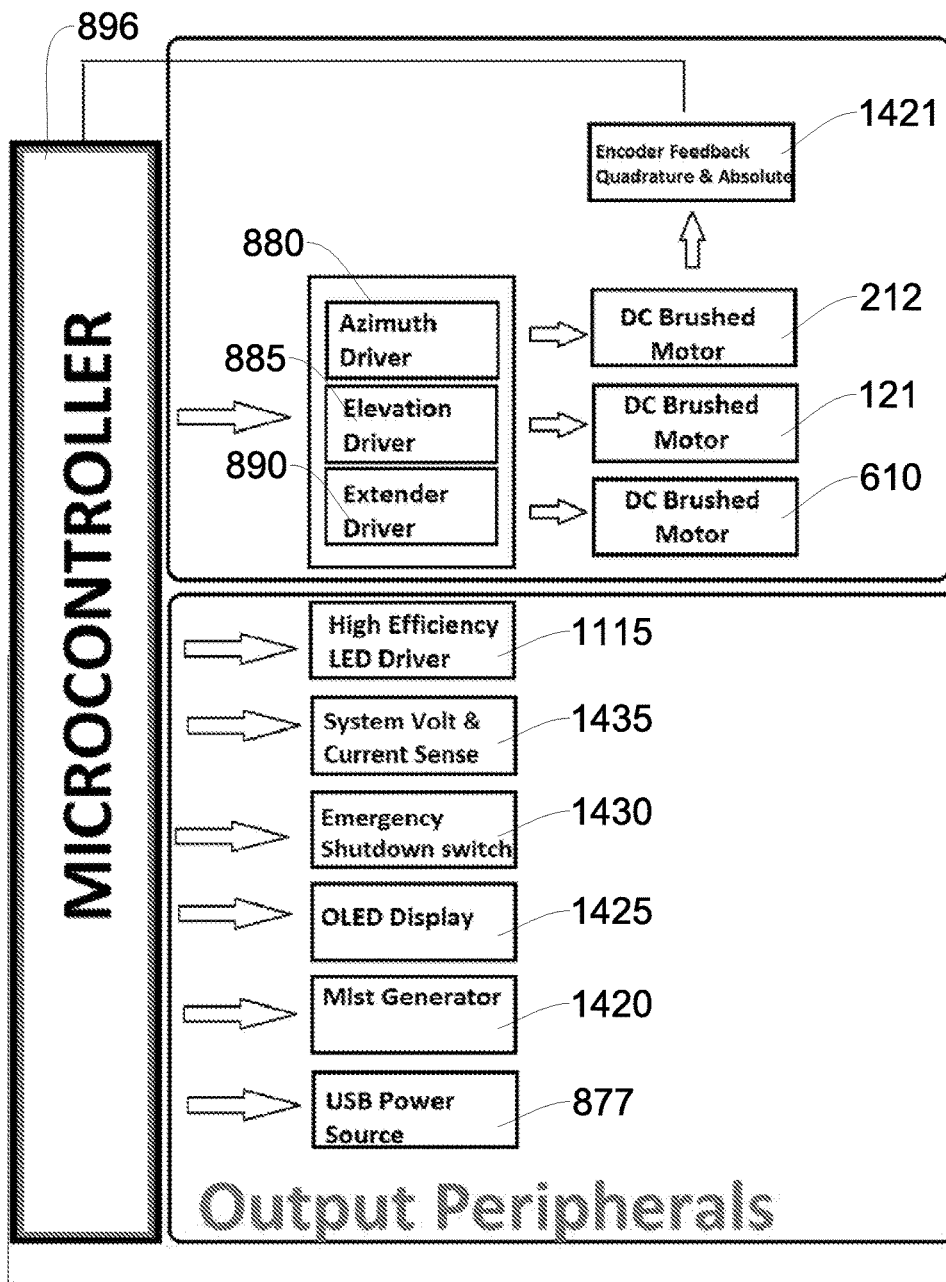 896
MICROCONTROLLER
1421
Encoder Feedback
Quadrature & Absolute
880
Azimuth
Driver
212
DC Brushed
Motor
885
Elevation
Driver
121
DC Brushed
Motor
890
Extender
Driver
610
DC Brushed
Motor
High Efficiency
LED Driver
1115
System Volt &
Current Sense
1435
Emergency
Shutdown switch
1430
OLED Display
1425
Mist Generator
1420
USB Power
Source
877
Output Peripherals